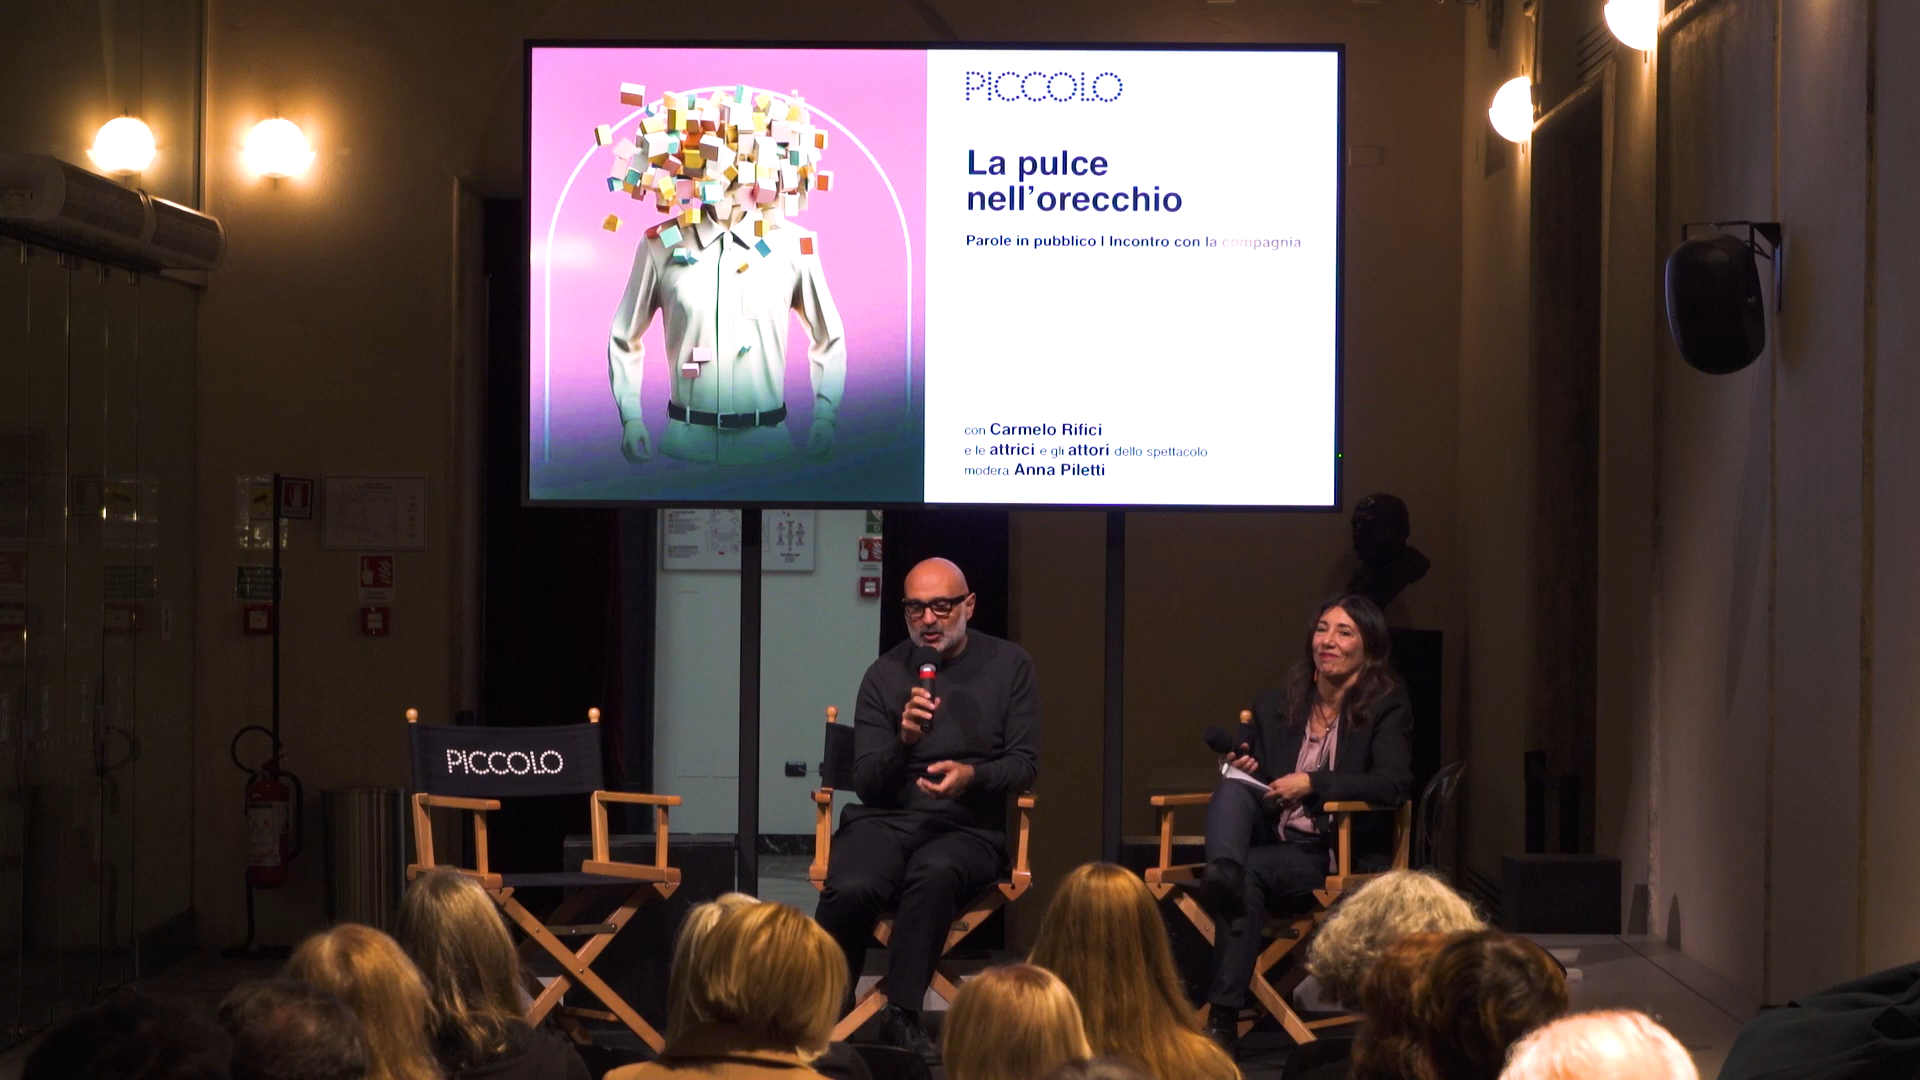 PICCOLO
La pulce
nell'orecchio
Parole in pubblico | Incontro con la compagnia
con Carmelo Rifici
e le attrici e gli attori dello spettacolo
modera Anna Piletti
PICCOLO